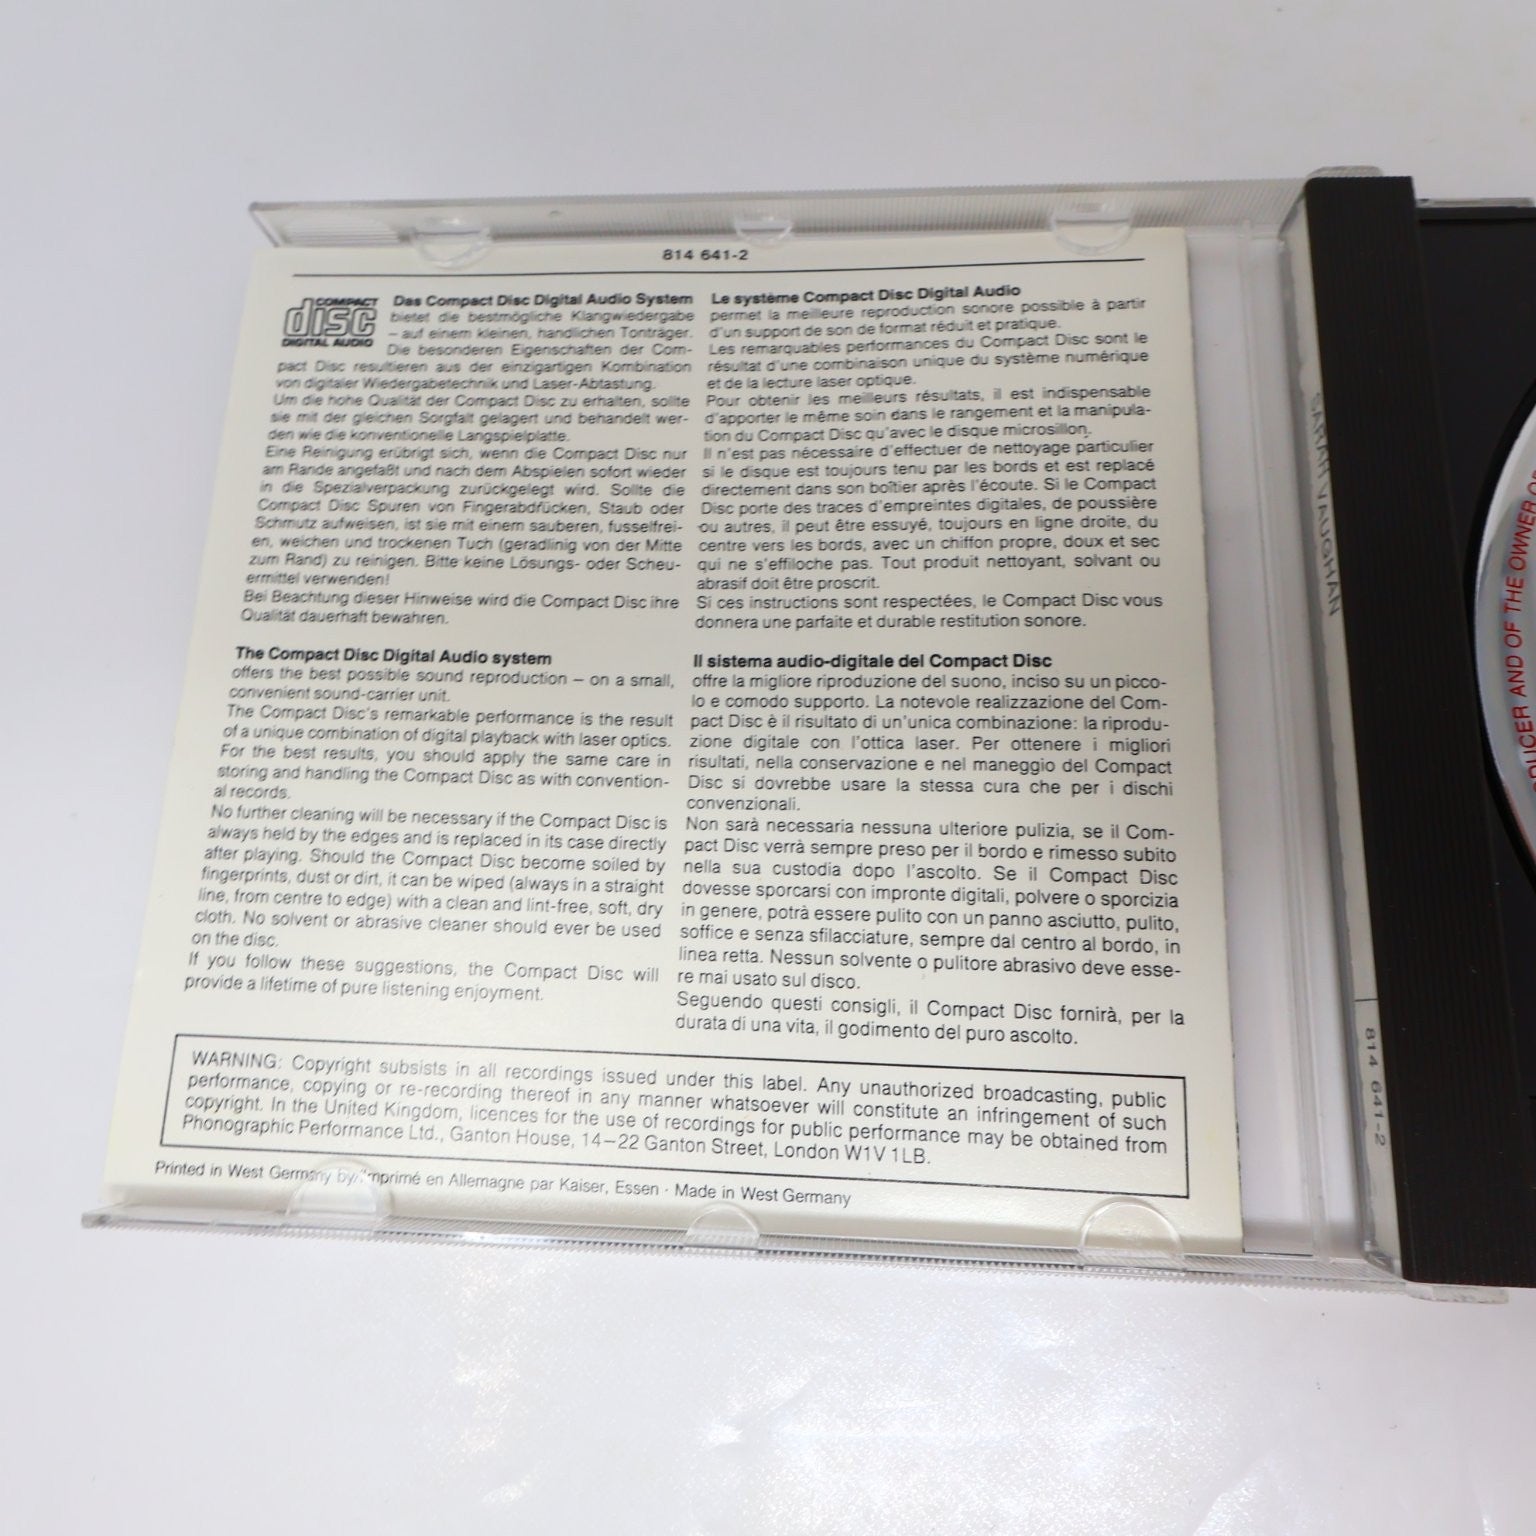 814 641-2
COMPACT
disc
DIGITAL AUDIO
Das Compact Disc Digital Audio System
bietet die bestmögliche Klangwiedergabe
– auf einem kleinen, handlichen Tonträger.
Die besonderen Eigenschaften der Com-
pact Disc resultieren aus der einzigartigen Kombination
von digitaler Wiedergabetechnik und Laser-Abtastung.
Um die hohe Qualität der Compact Disc zu erhalten, sollte
sie mit der gleichen Sorgfalt gelagert und behandelt wer-
den wie die konventionelle Langspielplatte.
Eine Reinigung erübrigt sich, wenn die Compact Disc nur
am Rande angefaßt und nach dem Abspielen sofort wieder
in die Spezialverpackung zurückgelegt wird. Sollte die
Compact Disc Spuren von Fingerabdrücken, Staub oder
Schmutz aufweisen, ist sie mit einem sauberen, fusselfrei-
en, weichen und trockenen Tuch (geradlinig von der Mitte
zum Rand) zu reinigen. Bitte keine Lösungs- oder Scheu-
ermittel verwenden!
Bei Beachtung dieser Hinweise wird die Compact Disc ihre
Qualität dauerhaft bewahren.
The Compact Disc Digital Audio system
offers the best possible sound reproduction – on a small,
convenient sound-carrier unit.
The Compact Disc's remarkable performance is the result
of a unique combination of digital playback with laser optics.
For the best results, you should apply the same care in
storing and handling the Compact Disc as with convention-
al records.
No further cleaning will be necessary if the Compact Disc is
always held by the edges and is replaced in its case directly
after playing. Should the Compact Disc become soiled by
fingerprints, dust or dirt, it can be wiped (always in a straight
line, from centre to edge) with a clean and lint-free, soft, dry
cloth. No solvent or abrasive cleaner should ever be used
on the disc.
If you follow these suggestions, the Compact Disc will
provide a lifetime of pure listening enjoyment.
Le système Compact Disc Digital Audio
permet la meilleure reproduction sonore possible à partir
d'un support de son de format réduit et pratique.
Les remarquables performances du Compact Disc sont le
résultat d'une combinaison unique du système numérique
et de la lecture laser optique.
Pour obtenir les meilleurs résultats, il est indispensable
d'apporter le même soin dans le rangement et la manipula-
tion du Compact Disc qu'avec le disque microsillon.
Il n'est pas nécessaire d'effectuer de nettoyage particulier
si le disque est toujours tenu par les bords et est replacé
directement dans son boîtier après l'écoute. Si le Compact
Disc porte des traces d'empreintes digitales, de poussière
ou autres, il peut être essuyé, toujours en ligne droite, du
centre vers les bords, avec un chiffon propre, doux et sec
qui ne s'effiloche pas. Tout produit nettoyant, solvant ou
abrasif doit être proscrit.
Si ces instructions sont respectées, le Compact Disc vous
donnera une parfaite et durable restitution sonore.
Il sistema audio-digitale del Compact Disc
offre la migliore riproduzione del suono, inciso su un picco-
lo e comodo supporto. La notevole realizzazione del Com-
pact Disc è il risultato di un'unica combinazione: la riprodu-
zione digitale con l'ottica laser. Per ottenere i migliori
risultati, nella conservazione e nel maneggio del Compact
Disc si dovrebbe usare la stessa cura che per i dischi
convenzionali.
Non sarà necessaria nessuna ulteriore pulizia, se il Com-
pact Disc verrà sempre preso per il bordo e rimesso subito
nella sua custodia dopo l'ascolto. Se il Compact Disc
dovesse sporcarsi con impronte digitali, polvere o sporcizia
in genere, potrà essere pulito con un panno asciutto, pulito,
soffice e senza sfilacciature, sempre dal centro al bordo, in
linea retta. Nessun solvente o pulitore abrasivo deve esse-
re mai usato sul disco.
Seguendo questi consigli, il Compact Disc fornirà, per la
durata di una vita, il godimento del puro ascolto.
WARNING: Copyright subsists in all recordings issued under this label. Any unauthorized broadcasting, public
performance, copying or re-recording thereof in any manner whatsoever will constitute an infringement of such
copyright. In the United Kingdom, licences for the use of recordings for public performance may be obtained from
Phonographic Performance Ltd., Ganton House, 14–22 Ganton Street, London W1V 1LB.
Printed in West Germany by/Imprimé en Allemagne par Kaiser, Essen · Made in West Germany
SARAH VAUGHAN
814 641-2
AND OF THE OWNER OF